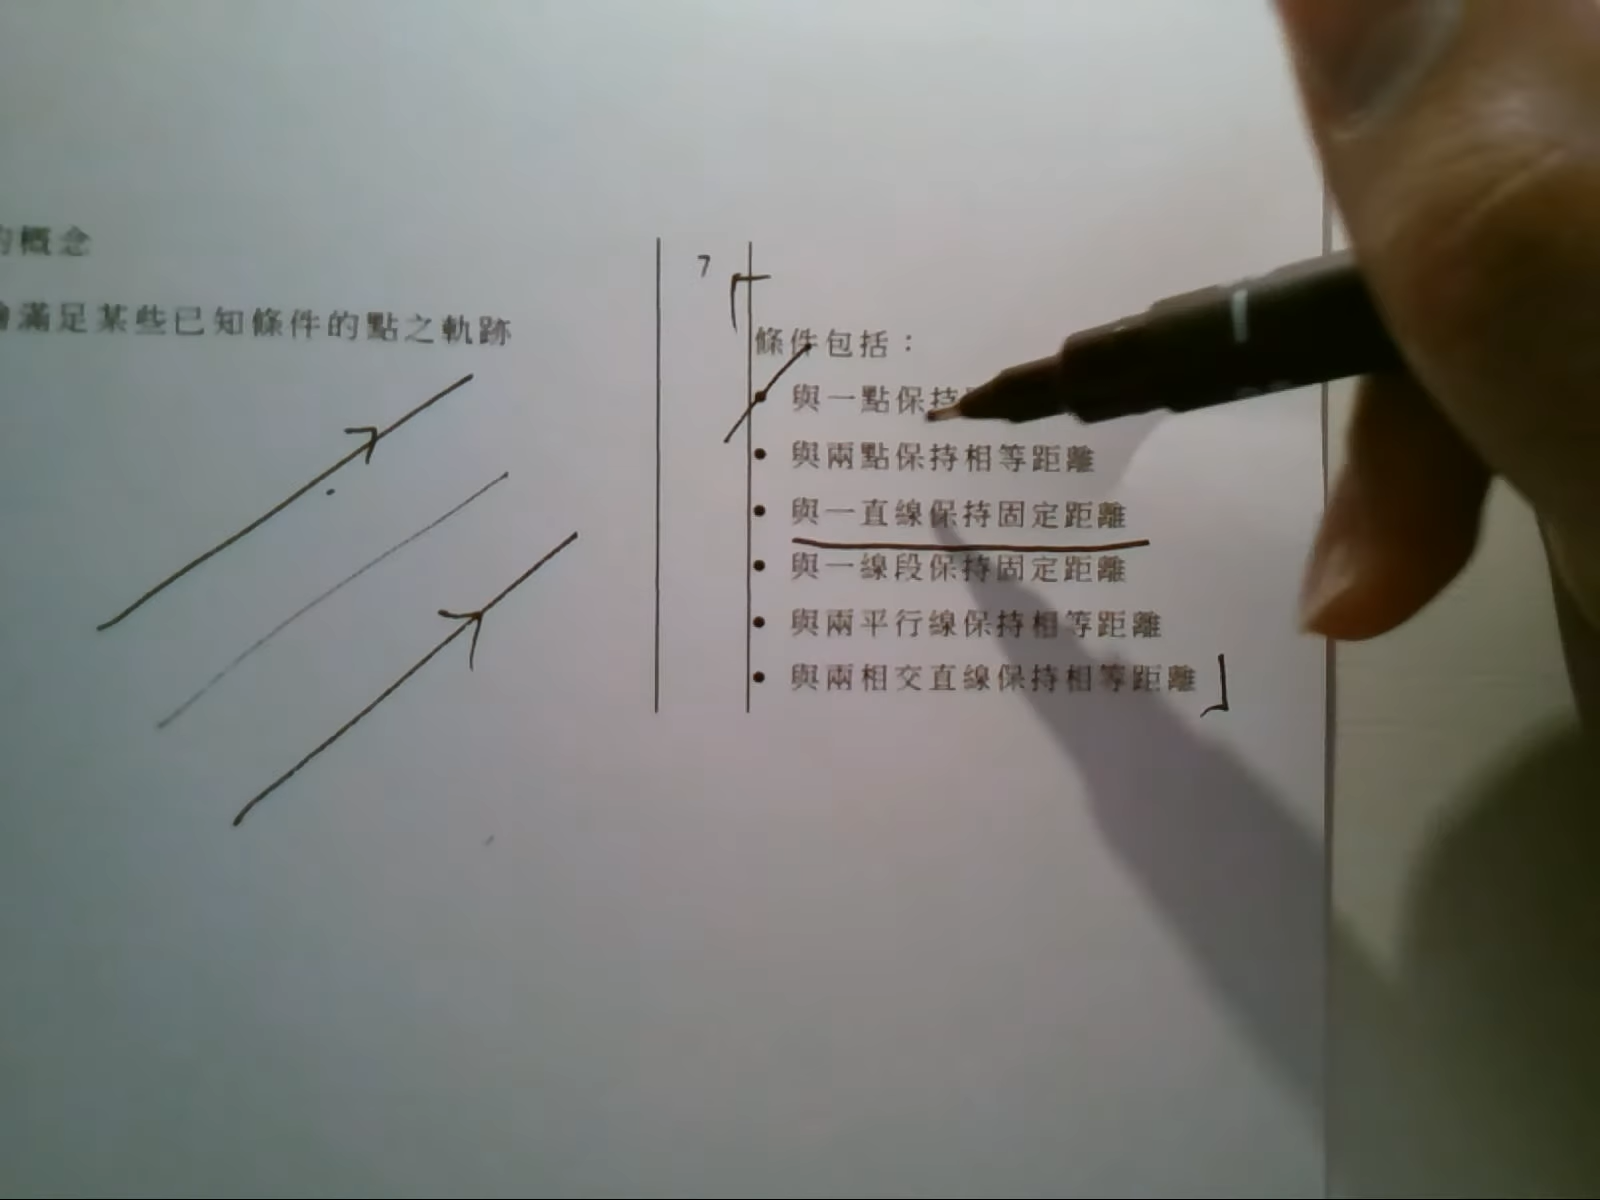 的概念
繪滿足某些已知條件的點之軌跡
7
條件包括：
• 與一點保持
• 與兩點保持相等距離
• 與一直線保持固定距離
• 與一線段保持固定距離
• 與兩平行線保持相等距離
• 與兩相交直線保持相等距離